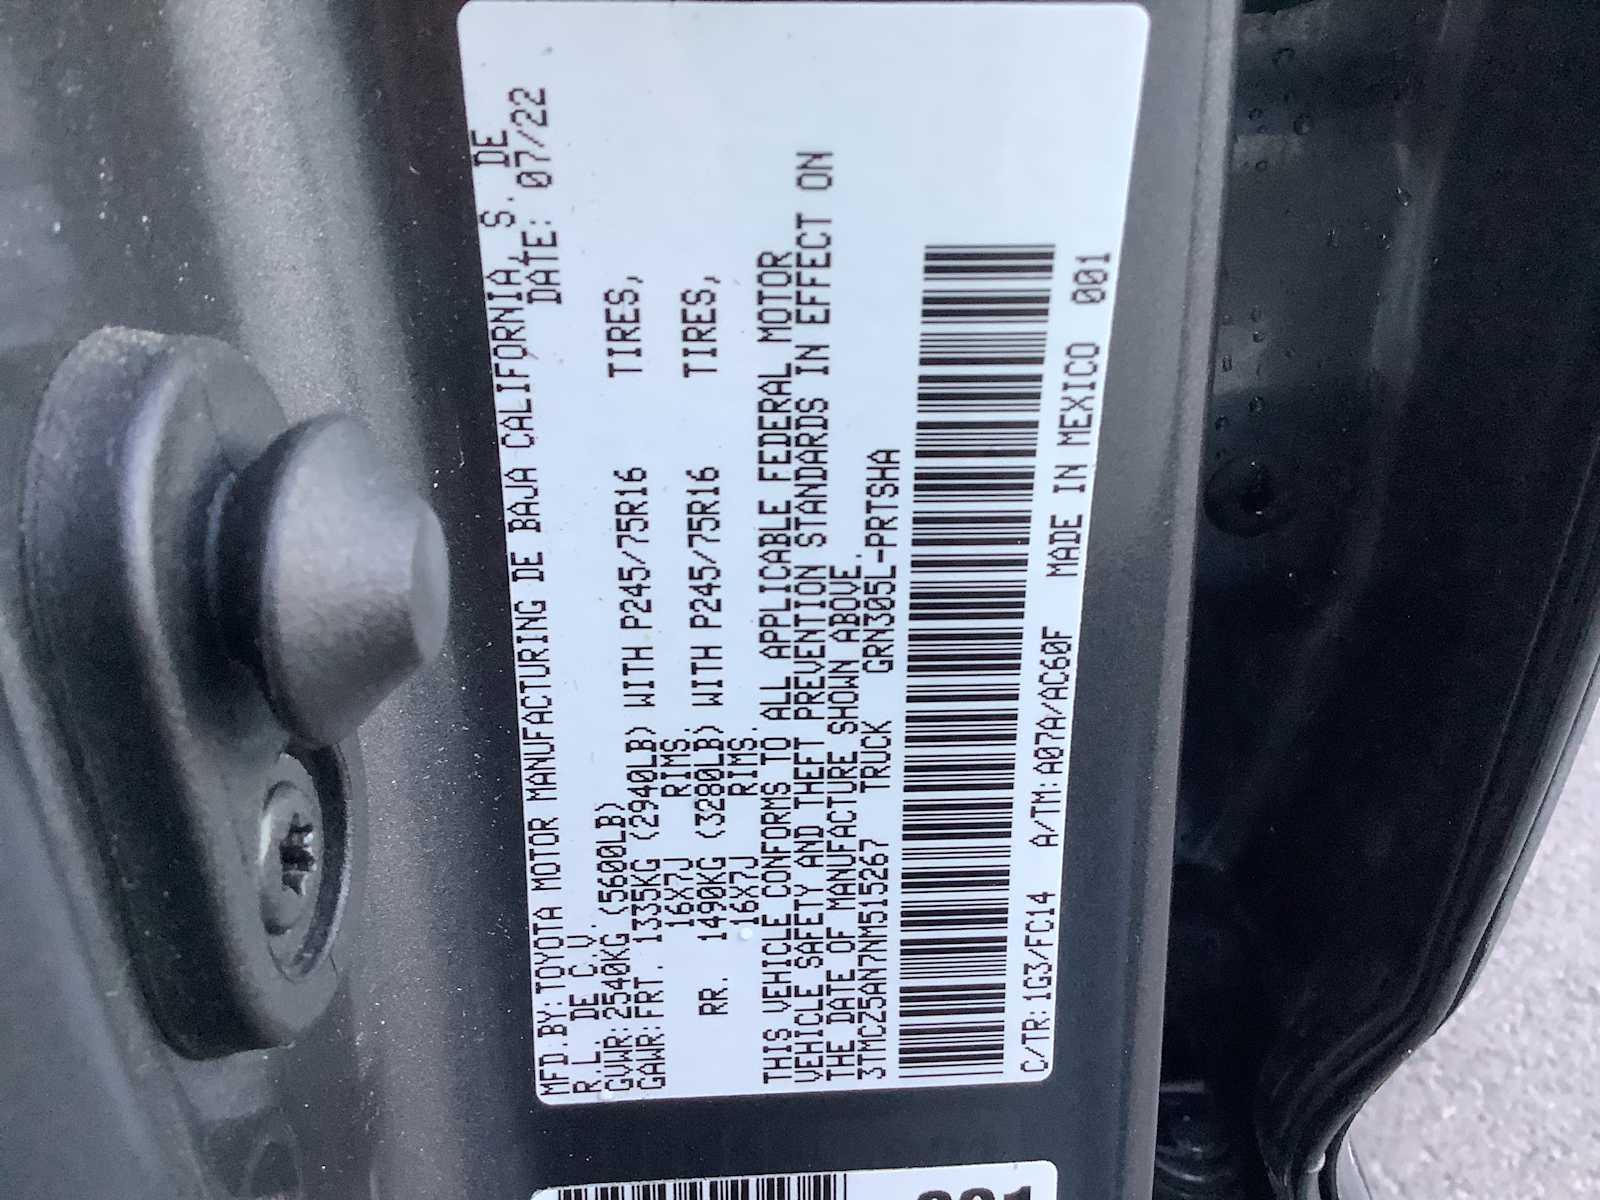 MFD.BY:TOYOTA MOTOR MANUFACTURING DE BAJA CALIFORNIA, S. DE
R.L. DE C.V. DATE: 07/22
GVWR:2540KG (5600LB)
GAWR:FRT. 1335KG (2940LB) WITH P245/75R16 TIRES,
16X7J RIMS
RR. 1490KG (3280LB) WITH P245/75R16 TIRES,
16X7J RIMS.
THIS VEHICLE CONFORMS TO ALL APPLICABLE FEDERAL MOTOR
VEHICLE SAFETY AND THEFT PREVENTION STANDARDS IN EFFECT ON
THE DATE OF MANUFACTURE SHOWN ABOVE.
3TMCZ5AN7NM515267 TRUCK GRN305L-PRTSHA
C/TR:1G3/FC14 A/TM:A07A/AC60F MADE IN MEXICO 001